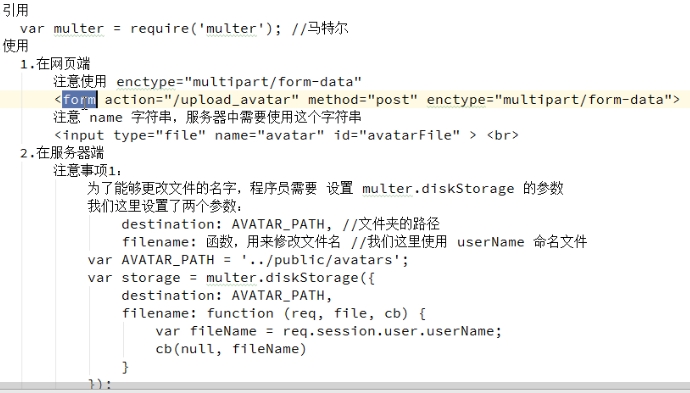 引用
var multer = require('multer'); //马特尔
使用
1.在网页端
注意使用 enctype="multipart/form-data"
<form action="/upload_avatar" method="post" enctype="multipart/form-data">
注意 name 字符串，服务器中需要使用这个字符串
<input type="file" name="avatar" id="avatarFile" > <br>
2.在服务器端
注意事项1：
为了能够更改文件的名字，程序员需要 设置 multer.diskStorage 的参数
我们这里设置了两个参数：
destination: AVATAR_PATH, //文件夹的路径
filename: 函数，用来修改文件名 //我们这里使用 userName 命名文件
var AVATAR_PATH = '../public/avatars';
var storage = multer.diskStorage({
destination: AVATAR_PATH,
filename: function (req, file, cb) {
var fileName = req.session.user.userName;
cb(null, fileName)
}
});